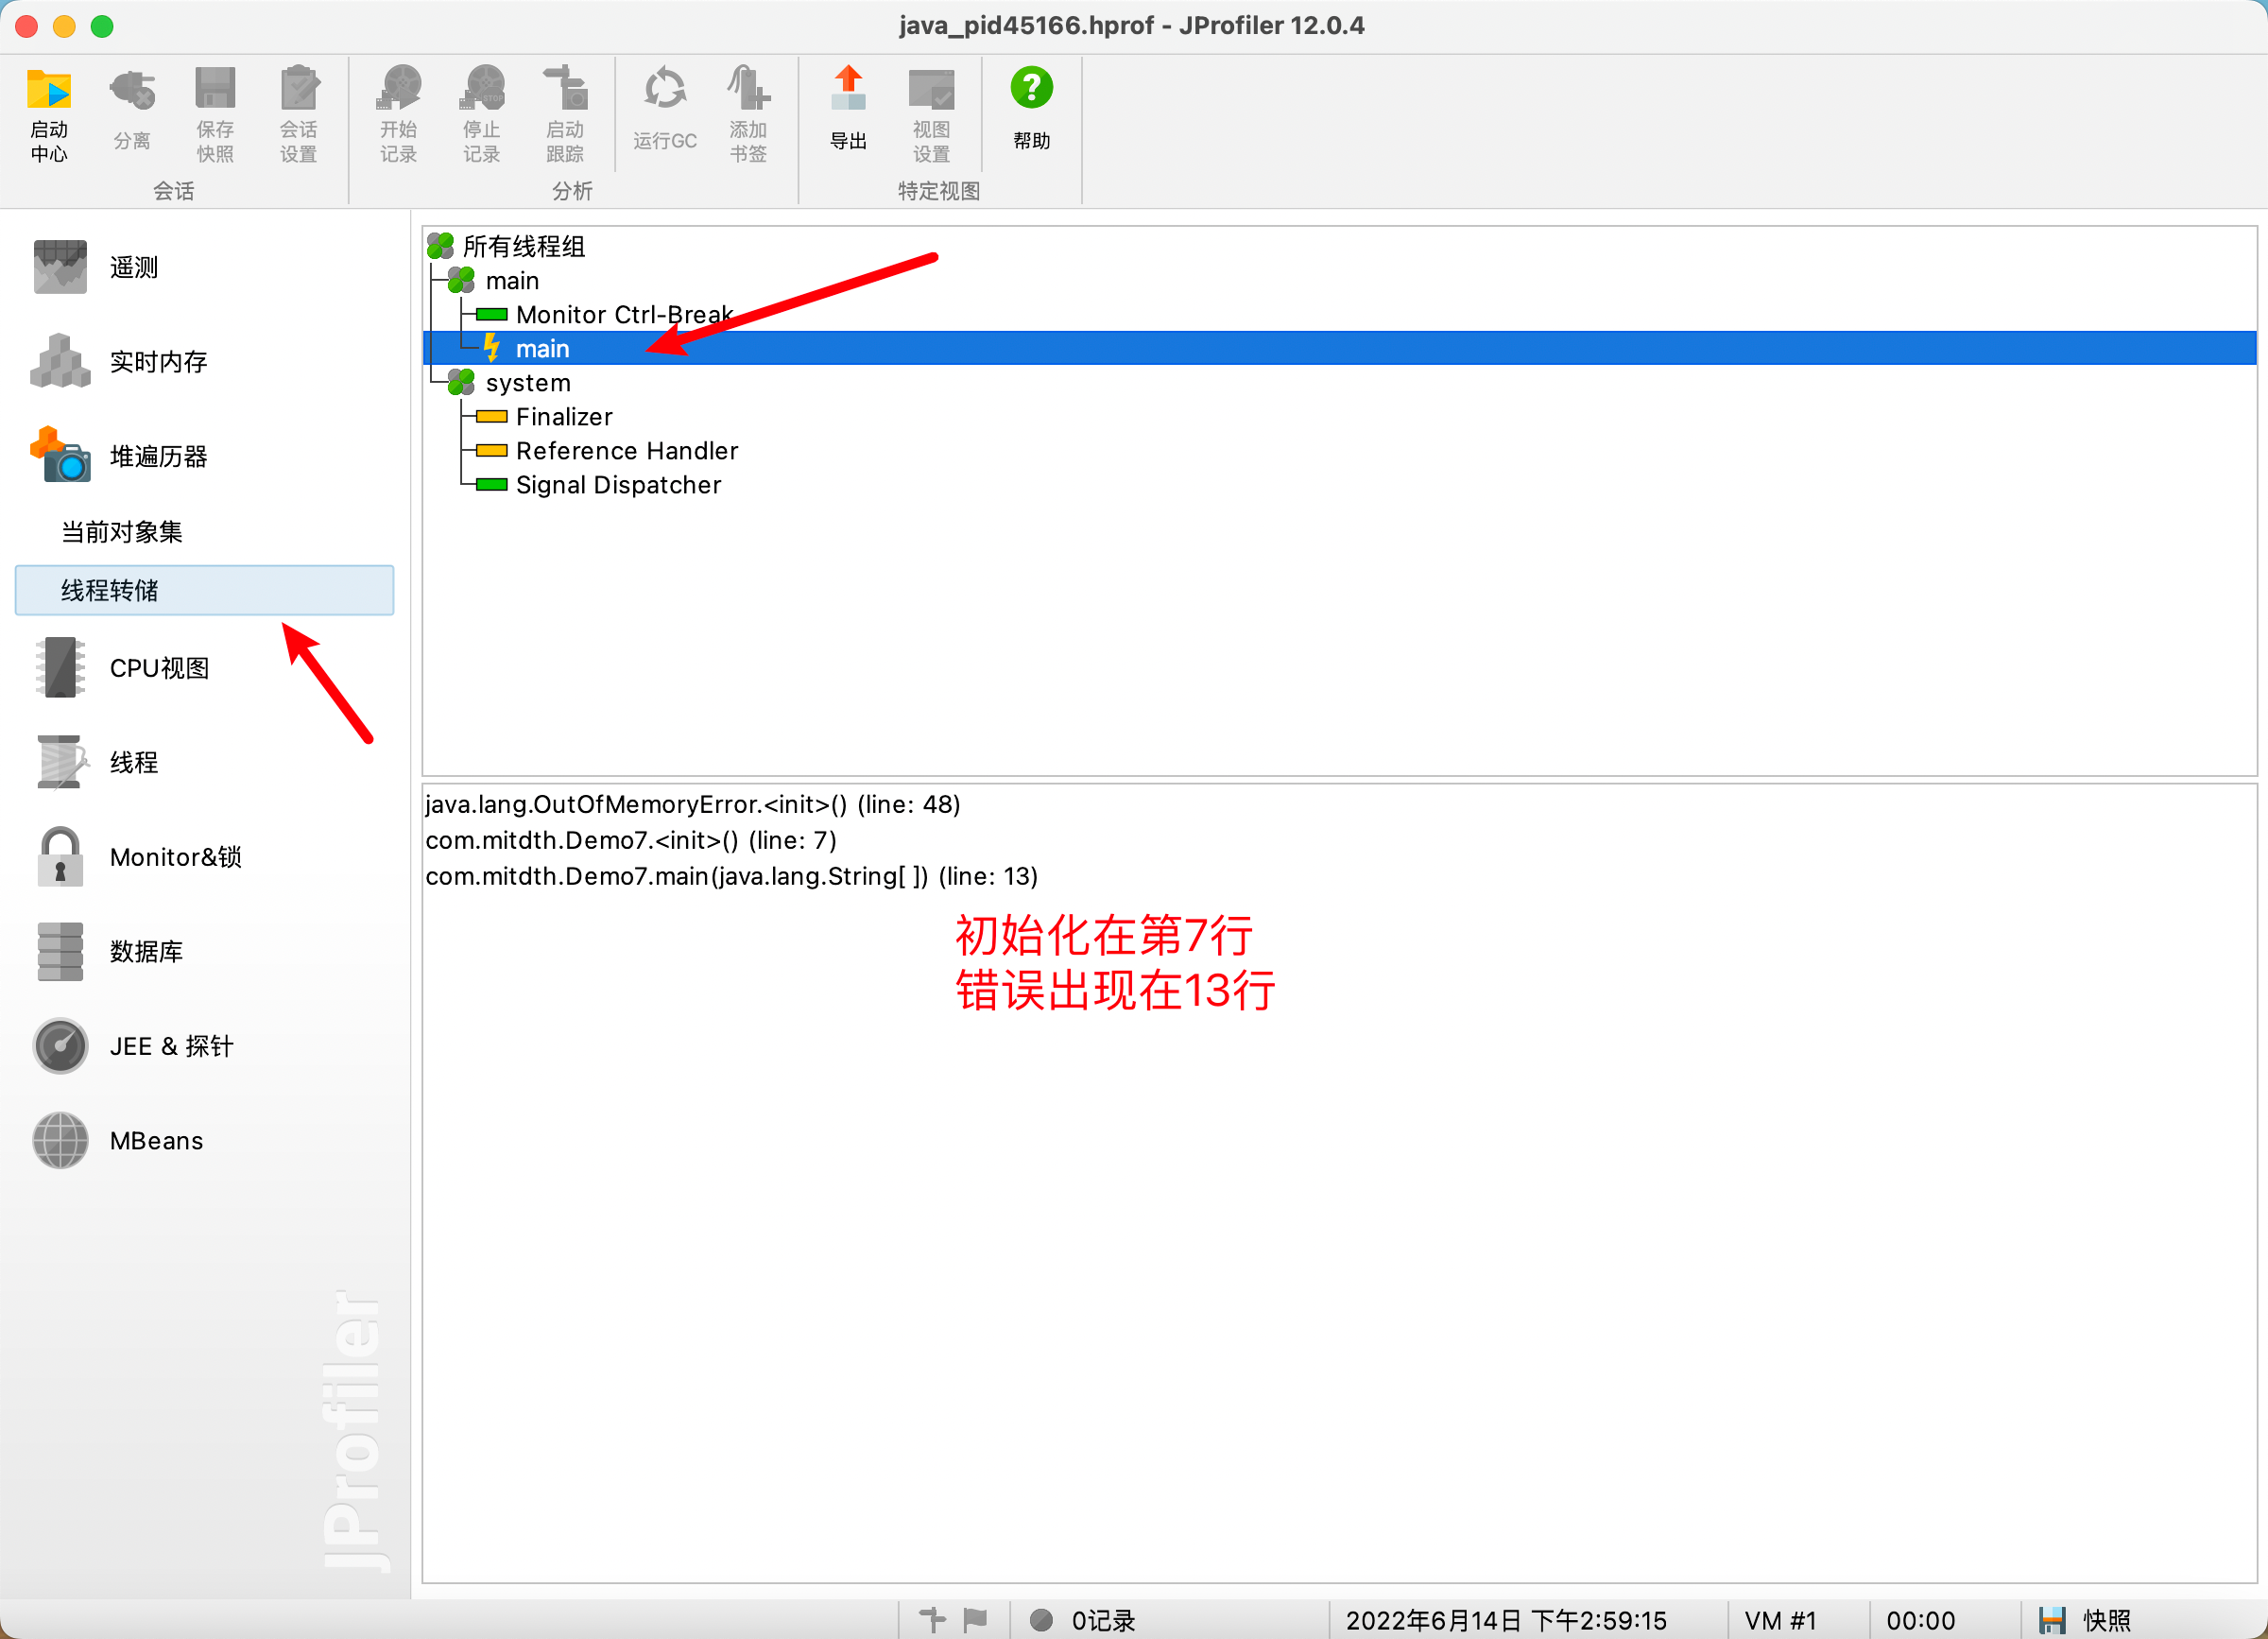 java_pid45166.hprof - JProfiler 12.0.4
启动
中心
分离
保存
快照
会话
设置
开始
记录
停止
记录
启动
跟踪
运行GC
添加
书签
导出
视图
设置
帮助
会话
分析
特定视图
遥测
实时内存
堆遍历器
当前对象集
线程转储
CPU视图
线程
Monitor&锁
数据库
JEE & 探针
MBeans
JProfiler
所有线程组
main
Monitor Ctrl-Break
main
system
Finalizer
Reference Handler
Signal Dispatcher
java.lang.OutOfMemoryError.<init>() (line: 48)
com.mitdth.Demo7.<init>() (line: 7)
com.mitdth.Demo7.main(java.lang.String[ ]) (line: 13)
初始化在第7行
错误出现在13行
0记录
2022年6月14日 下午2:59:15
VM #1
00:00
快照